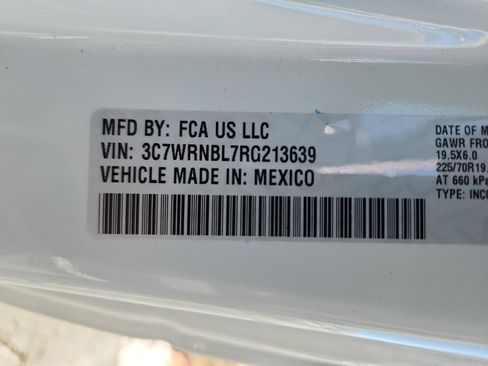 MFD BY: FCA US LLC
VIN: 3C7WRNBL7RG213639
VEHICLE MADE IN: MEXICO
DATE OF M
GAWR FRO
19.5X6.0
225/70R19.
AT 660 kPa
TYPE: INCO